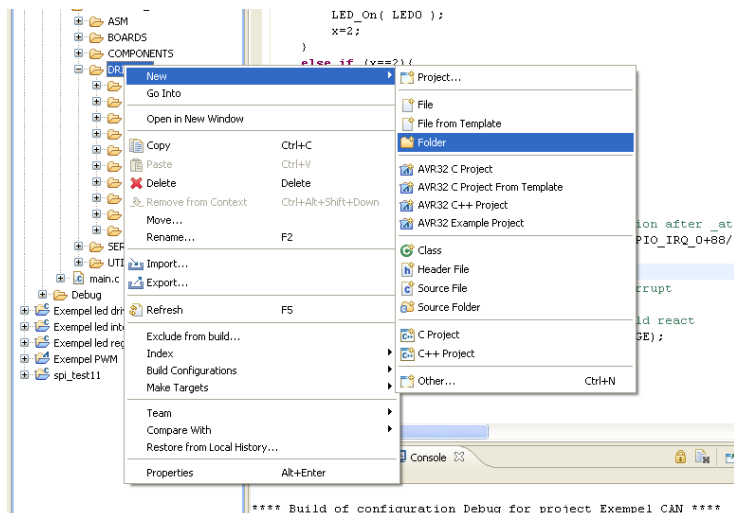 ASM
BOARDS
COMPONENTS
SER
UTI
main.c
Debug
Exempel led dri
Exempel led int
Exempel led reg
Exempel PWM
spi_test11
LED_On( LED0 );
x=2;
}
else if (x==2){
ion after _at
PIO_IRQ_0+88/
rrupt
ld react
GE);
New
Go Into
Open in New Window
Copy Ctrl+C
Paste Ctrl+V
Delete Delete
Remove from Context Ctrl+Alt+Shift+Down
Move...
Rename... F2
Import...
Export...
Refresh F5
Exclude from build...
Index
Build Configurations
Make Targets
Team
Compare With
Restore from Local History...
Properties Alt+Enter
Project...
File
File from Template
Folder
AVR32 C Project
AVR32 C Project From Template
AVR32 C++ Project
AVR32 Example Project
Class
Header File
Source File
Source Folder
C Project
C++ Project
Other... Ctrl+N
Console
**** Build of configuration Debug for project Exempel CAN ****